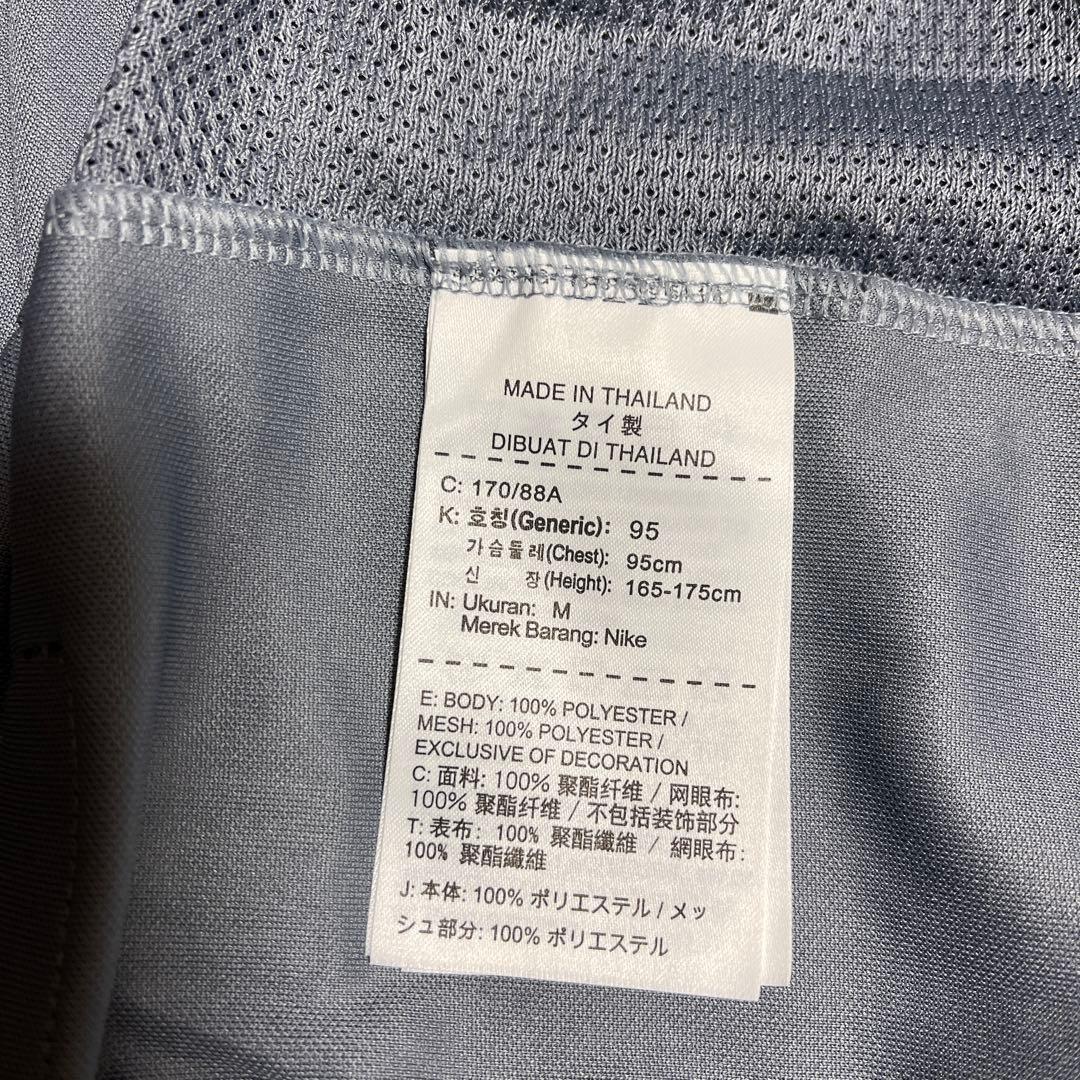 MADE IN THAILAND
タイ製
DIBUAT DI THAILAND
C: 170/88A
K: 호칭(Generic): 95
가슴둘레(Chest): 95cm
신 장(Height): 165-175cm
IN: Ukuran: M
Merek Barang: Nike
E: BODY: 100% POLYESTER /
MESH: 100% POLYESTER /
EXCLUSIVE OF DECORATION
C: 面料: 100% 聚酯纤维 / 网眼布:
100% 聚酯纤维 / 不包括装饰部分
T: 表布: 100% 聚酯纖維 / 網眼布:
100% 聚酯纖維
J: 本体: 100% ポリエステル / メッ
シュ部分: 100% ポリエステル